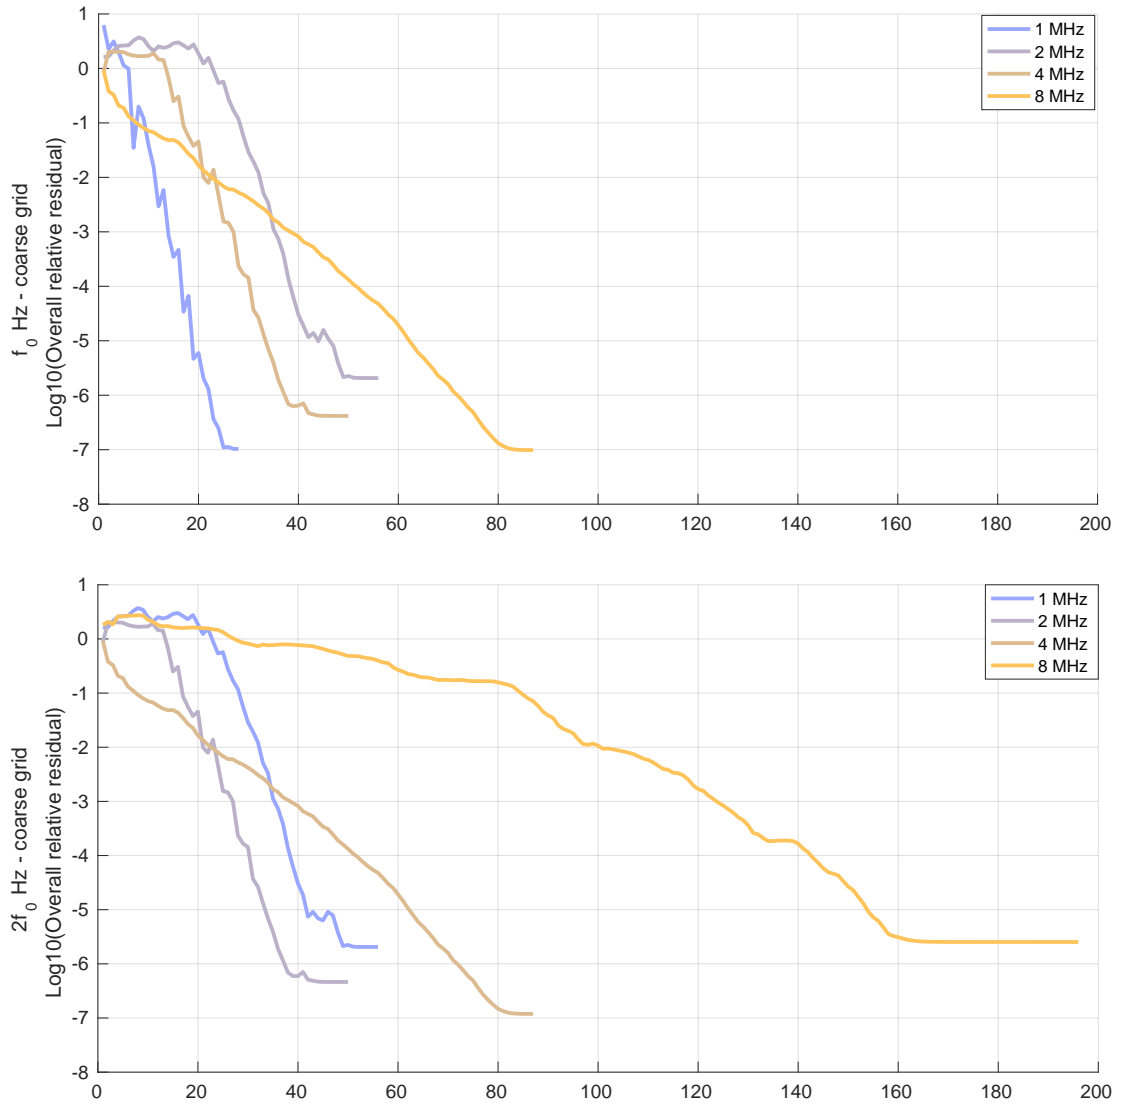 f0 Hz - coarse grid
Log10(Overall relative residual)
1
0
-1
-2
-3
-4
-5
-6
-7
-8
0 20 40 60 80 100 120 140 160 180 200
1 MHz
2 MHz
4 MHz
8 MHz
2f0 Hz - coarse grid
Log10(Overall relative residual)
1
0
-1
-2
-3
-4
-5
-6
-7
-8
0 20 40 60 80 100 120 140 160 180 200
1 MHz
2 MHz
4 MHz
8 MHz